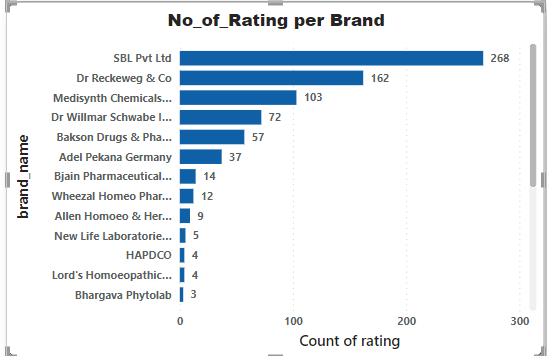 No_of_Rating per Brand
SBL Pvt Ltd 268
Dr Reckeweg & Co 162
Medisynth Chemicals... 103
Dr Willmar Schwabe I... 72
Bakson Drugs & Pha... 57
Adel Pekana Germany 37
Bjain Pharmaceutical... 14
Wheezal Homeo Phar... 12
Allen Homoeo & Her... 9
New Life Laboratorie... 5
HAPDCO 4
Lord's Homoeopathic... 4
Bhargava Phytolab 3
brand_name
0 100 200 300
Count of rating